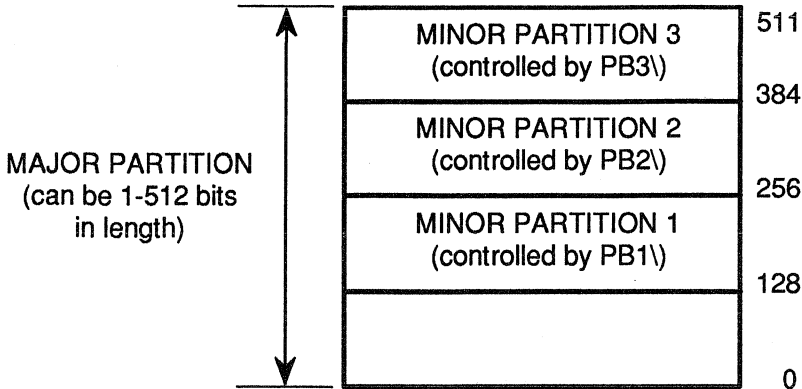 MINOR PARTITION 3
(controlled by PB3\)
511
384
MINOR PARTITION 2
(controlled by PB2\)
MAJOR PARTITION
(can be 1-512 bits
in length)
256
MINOR PARTITION 1
(controlled by PB1\)
128
0